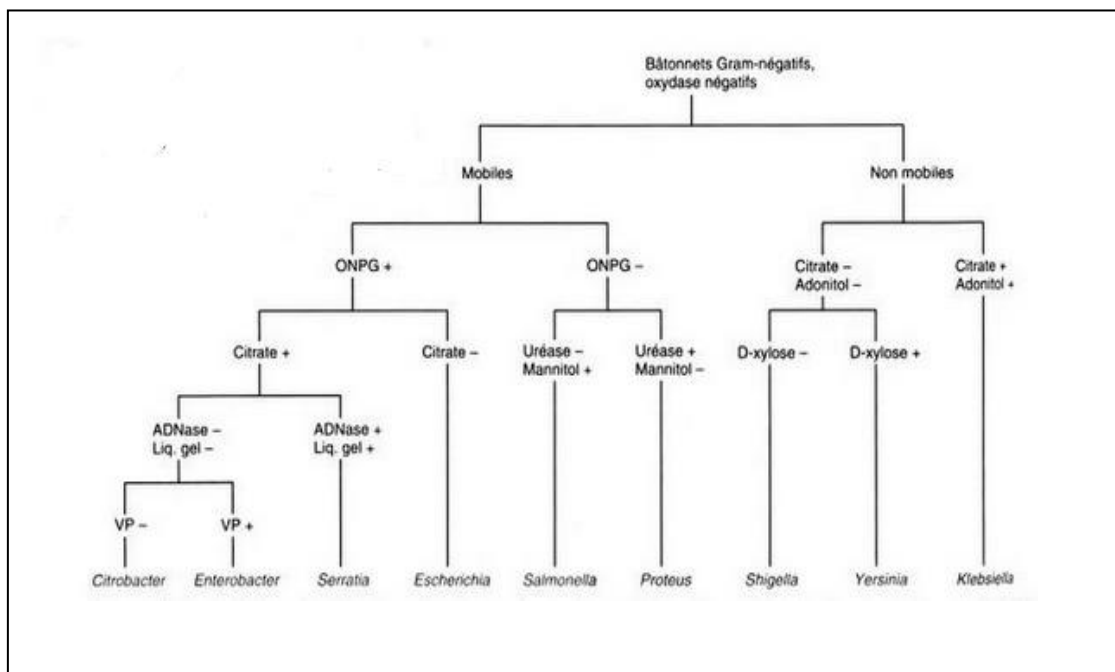 Bâtonnets Gram-négatifs,
oxydase négatifs
Mobiles
Non mobiles
ONPG +
ONPG –
Citrate –
Adonitol –
Citrate +
Adonitol +
Citrate +
Citrate –
Uréase –
Mannitol +
Uréase +
Mannitol –
D-xylose –
D-xylose +
ADNase –
Liq. gel –
ADNase +
Liq. gel +
VP –
VP +
Citrobacter
Enterobacter
Serratia
Escherichia
Salmonella
Proteus
Shigella
Yersinia
Klebsiella